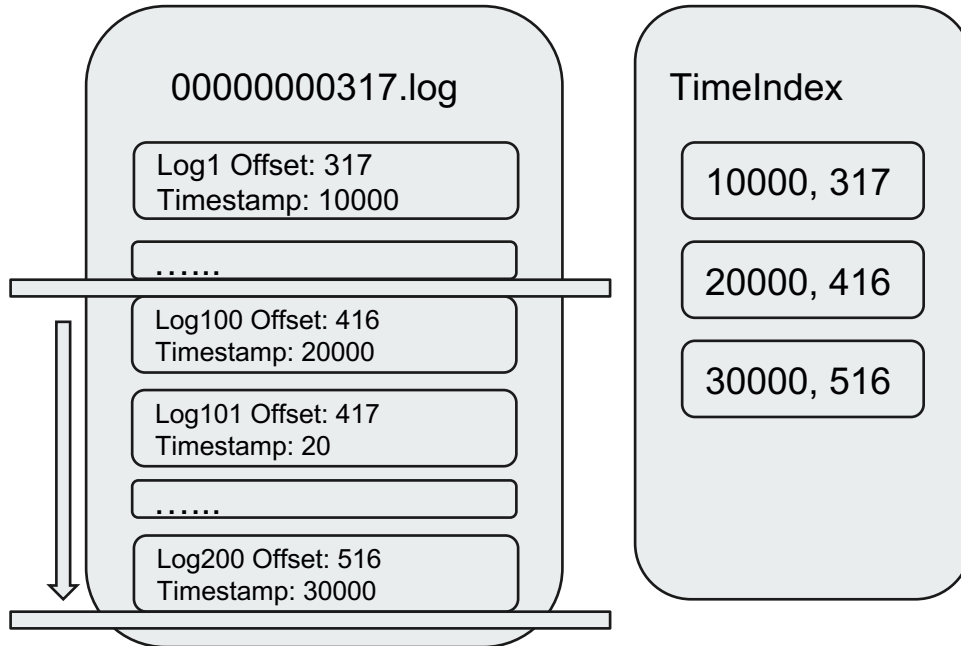 00000000317.log
Log1 Offset: 317
Timestamp: 10000
......
Log100 Offset: 416
Timestamp: 20000
Log101 Offset: 417
Timestamp: 20
......
Log200 Offset: 516
Timestamp: 30000
TimeIndex
10000, 317
20000, 416
30000, 516